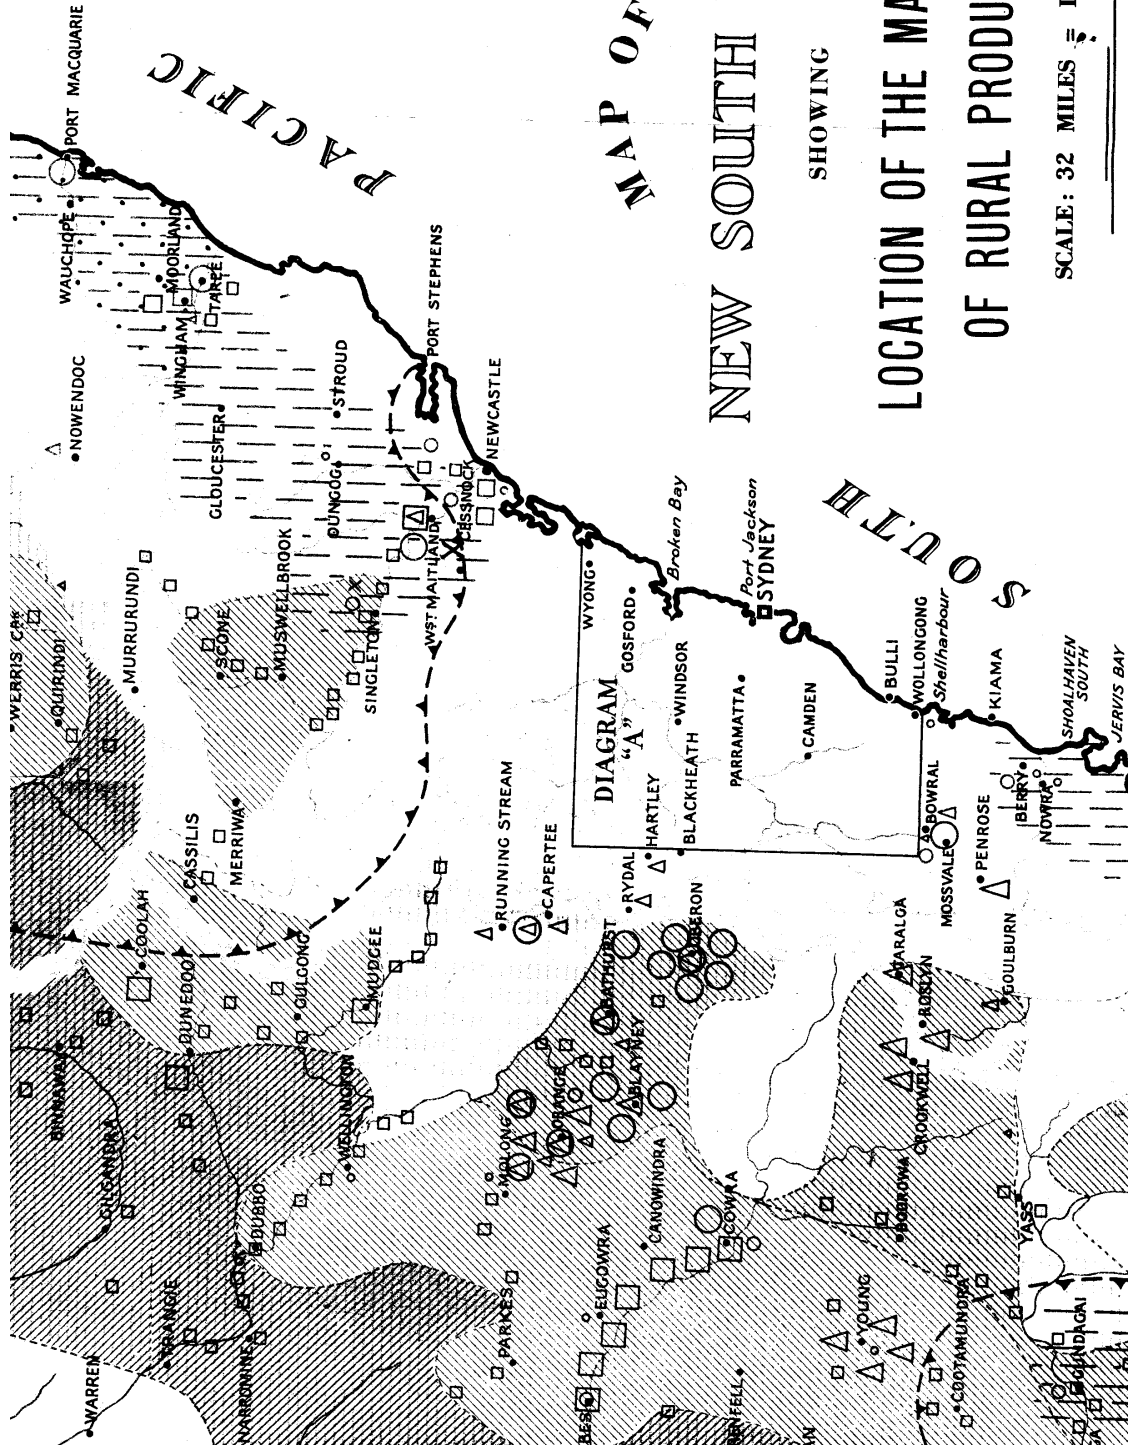 MAP OF
NEW SOUTH
SHOWING
LOCATION OF THE MA
OF RURAL PRODU
SCALE: 32 MILES =
PACIFIC
SOUTH
PORT MACQUARIE
WAUCHOPE
MOORLAND
TAREE
WINGHAM
NOWENDOC
GLOUCESTER
STROUD
DUNGOG
PORT STEPHENS
NEWCASTLE
CESSNOCK
WST MAITLAND
SINGLETON
MUSWELLBROOK
SCONE
MURRURUNDI
QUIRINDI
WERRIS
MERRIWA
CASSILIS
COOLAH
DUNEDOO
GULGONG
MUDGEE
RUNNING STREAM
CAPERTEE
RYDAL
HARTLEY
BLACKHEATH
DIAGRAM
"A"
WYONG
GOSFORD
WINDSOR
PARRAMATTA
CAMDEN
Broken Bay
Port Jackson
SYDNEY
BULLI
WOLLONGONG
Shellharbour
KIAMA
SHOALHAVEN
SOUTH
JERVIS BAY
BERRY
NOWRA
BOWRAL
MOSSVALE
PENROSE
GOULBURN
TARALGA
ROSLYN
CROOKWELL
OBERON
BATHURST
BLAYNEY
ORANGE
MOLONG
WELLINGTON
BINNAWAY
GILGANDRA
DUBBO
TRANGIE
NARROMINE
WARREN
PARKES
EUGOWRA
CANOWINDRA
COWRA
BOOROWA
YASS
YOUNG
COOTAMUNDRA
GUNDAGAI
BES
ENFELL
AN